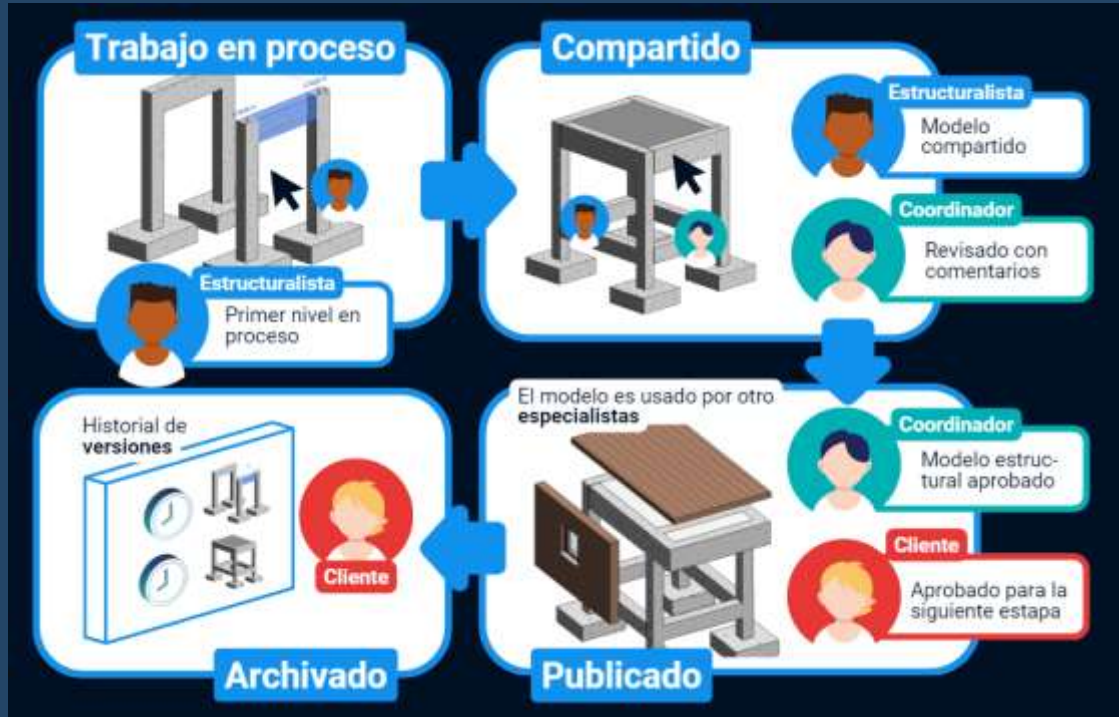 Trabajo en proceso
Estructuralista
Primer nivel en
proceso
Compartido
Estructuralista
Modelo
compartido
Coordinador
Revisado con
comentarios
El modelo es usado por otro
especialistas
Coordinador
Modelo estruc-
tural aprobado
Cliente
Aprobado para la
siguiente estapa
Publicado
Historial de
versiones
Cliente
Archivado